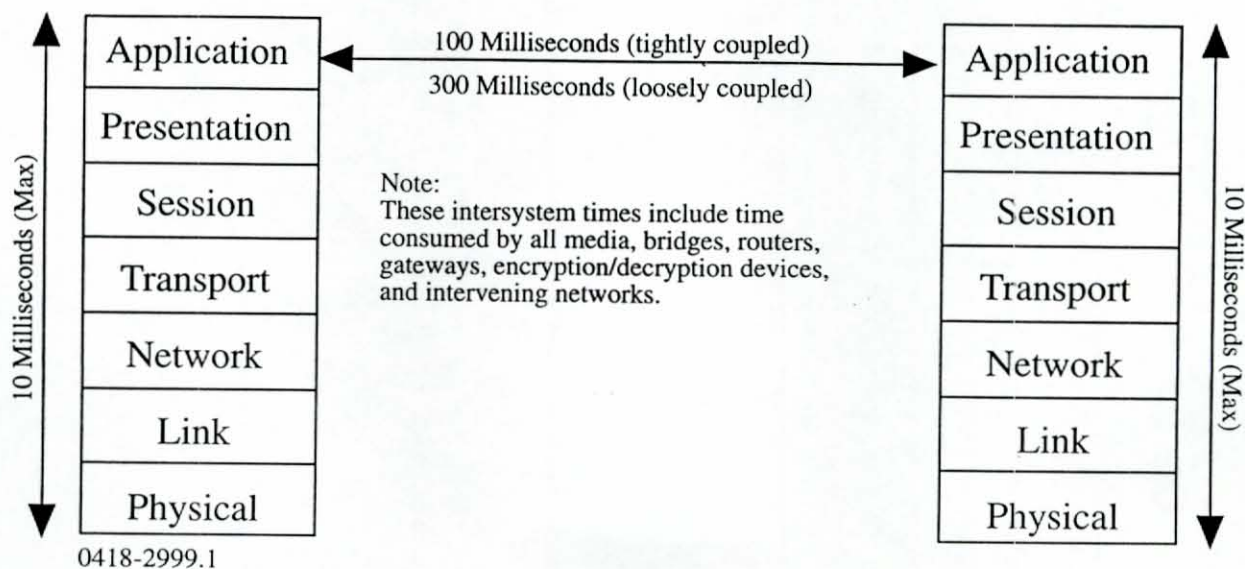 10 Milliseconds (Max)
Application
Presentation
Session
Transport
Network
Link
Physical
0418-2999.1
100 Milliseconds (tightly coupled)
300 Milliseconds (loosely coupled)
Note:
These intersystem times include time
consumed by all media, bridges, routers,
gateways, encryption/decryption devices,
and intervening networks.
Application
Presentation
Session
Transport
Network
Link
Physical
10 Milliseconds (Max)